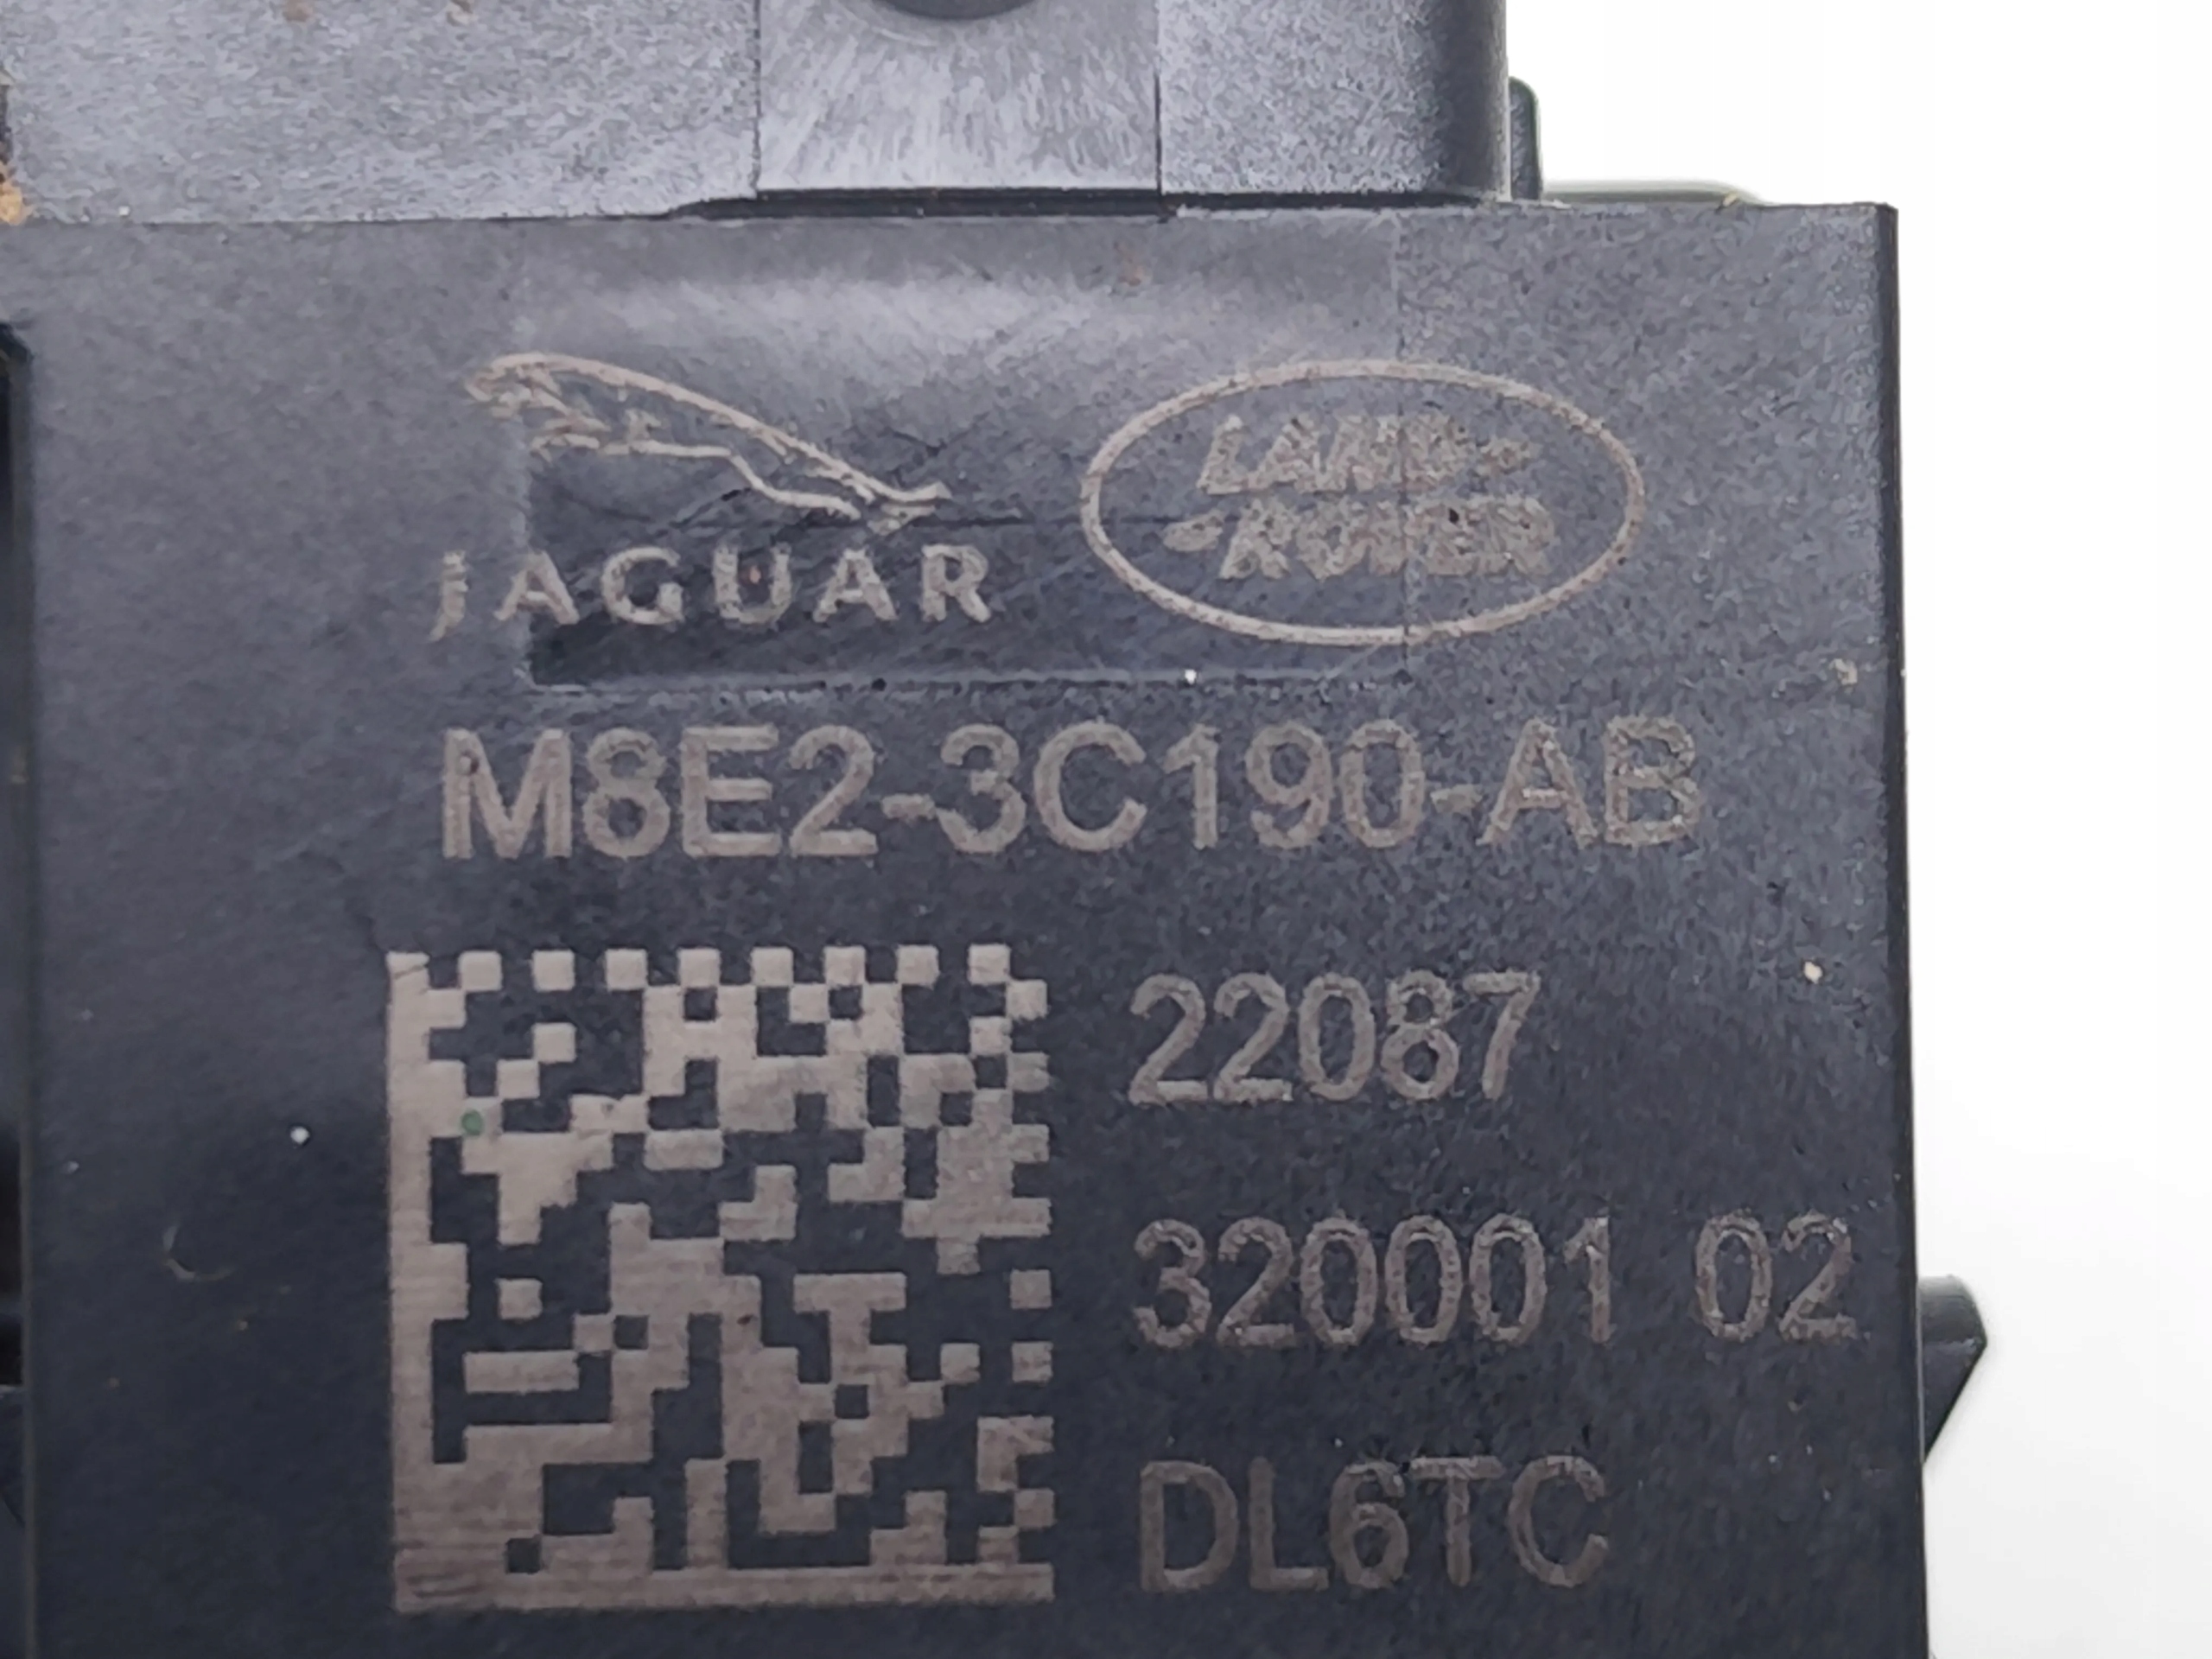 JAGUAR
LAND-
-ROVER
M8E2-3C190-AB
22087
320001 02
DL6TC